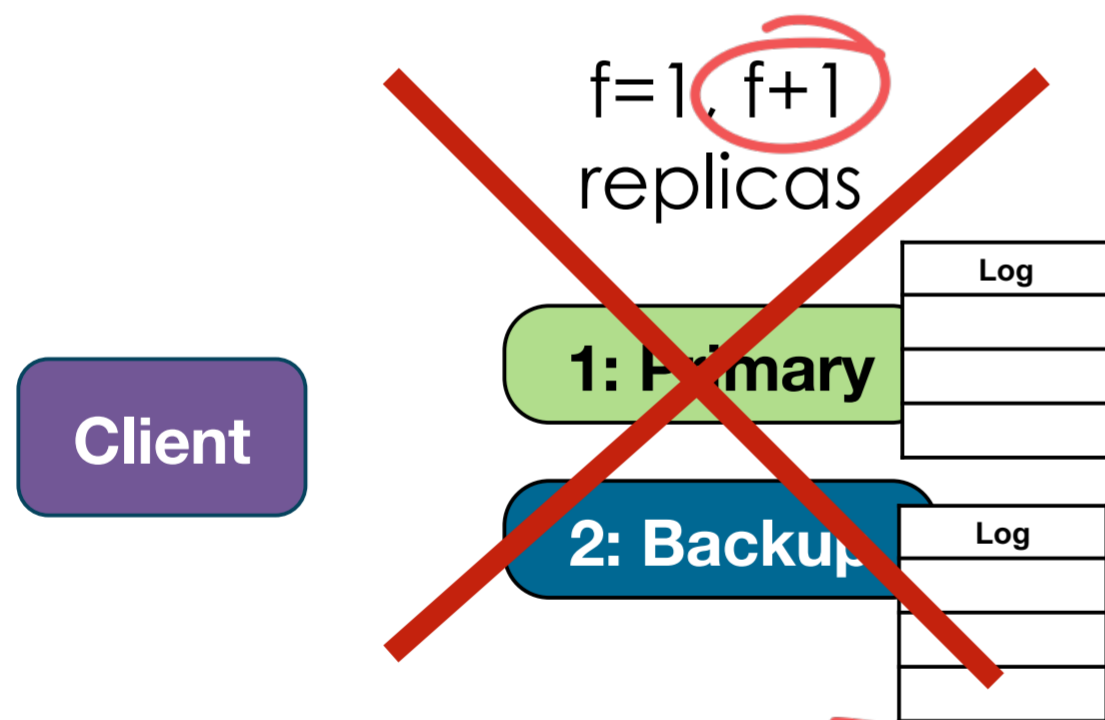 f=1, f+1
replicas
Log
1: Primary
Client
2: Backup
Log